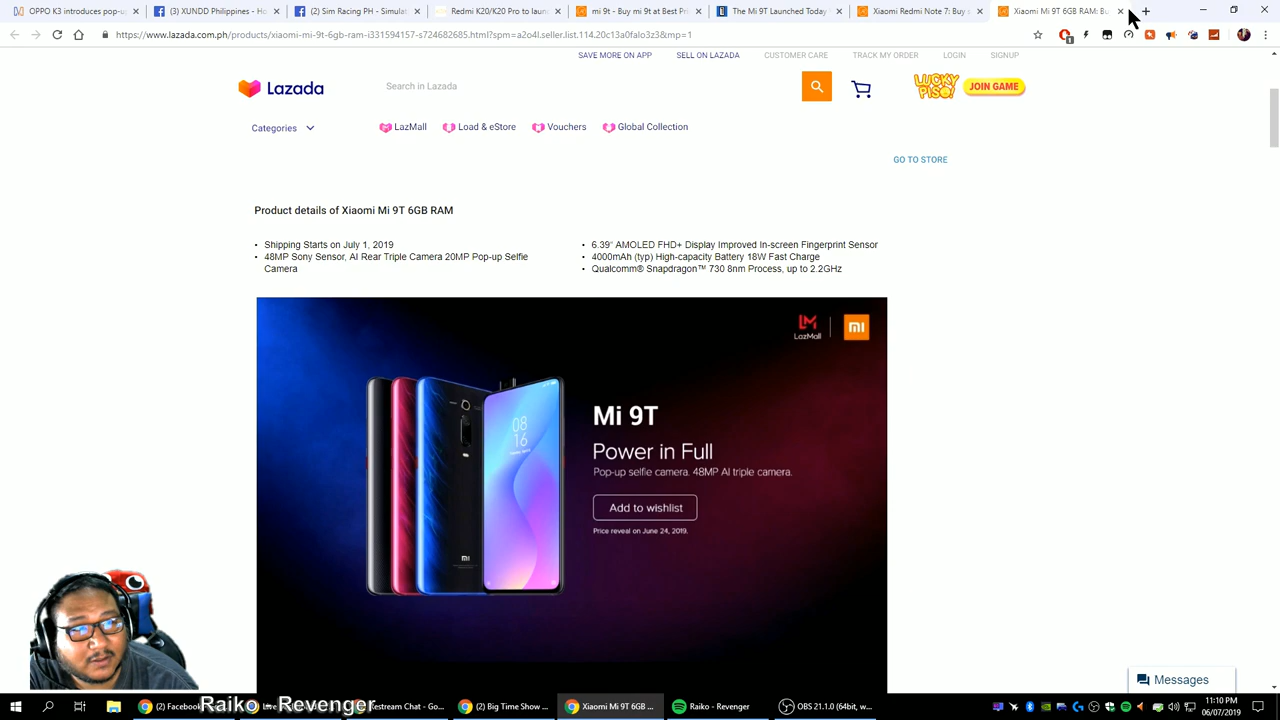 OPPO K3 introduces pop-up
(3) XUNDD Philippines - Ho
(2) Sim Racing PH - Simulat
Redmi K20/K20 Pro to laun
mi 9t - Buy mi 9t at Best Pri
The Mi 9T Launched Today
Xiaomi Redmi Note 7: Buy s
Xiaomi Mi 9T 6GB RAM: Bu
https://www.lazada.com.ph/products/xiaomi-mi-9t-6gb-ram-i331594157-s724682685.html?spm=a2o4l.seller.list.114.20c13a0falo3z3&mp=1
SAVE MORE ON APP SELL ON LAZADA CUSTOMER CARE TRACK MY ORDER LOGIN SIGNUP
Lazada
Search in Lazada
LUCKY PISO!
JOIN GAME
Categories LazMall Load & eStore Vouchers Global Collection
GO TO STORE
Product details of Xiaomi Mi 9T 6GB RAM
• Shipping Starts on July 1, 2019
• 48MP Sony Sensor, AI Rear Triple Camera 20MP Pop-up Selfie
Camera
• 6.39" AMOLED FHD+ Display Improved In-screen Fingerprint Sensor
• 4000mAh (typ) High-capacity Battery 18W Fast Charge
• Qualcomm® Snapdragon™ 730 8nm Process, up to 2.2GHz
LM
LazMall
mi
08
16
Mi 9T
Power in Full
Pop-up selfie camera. 48MP AI triple camera.
Add to wishlist
Price reveal on June 24, 2019.
Messages
Raiko - Revenger
(2) Facebook
estream Chat - Go...
(2) Big Time Show ...
Xiaomi Mi 9T 6GB ...
Raiko - Revenger
OBS 21.1.0 (64bit, w...
11:10 PM
06/07/2019